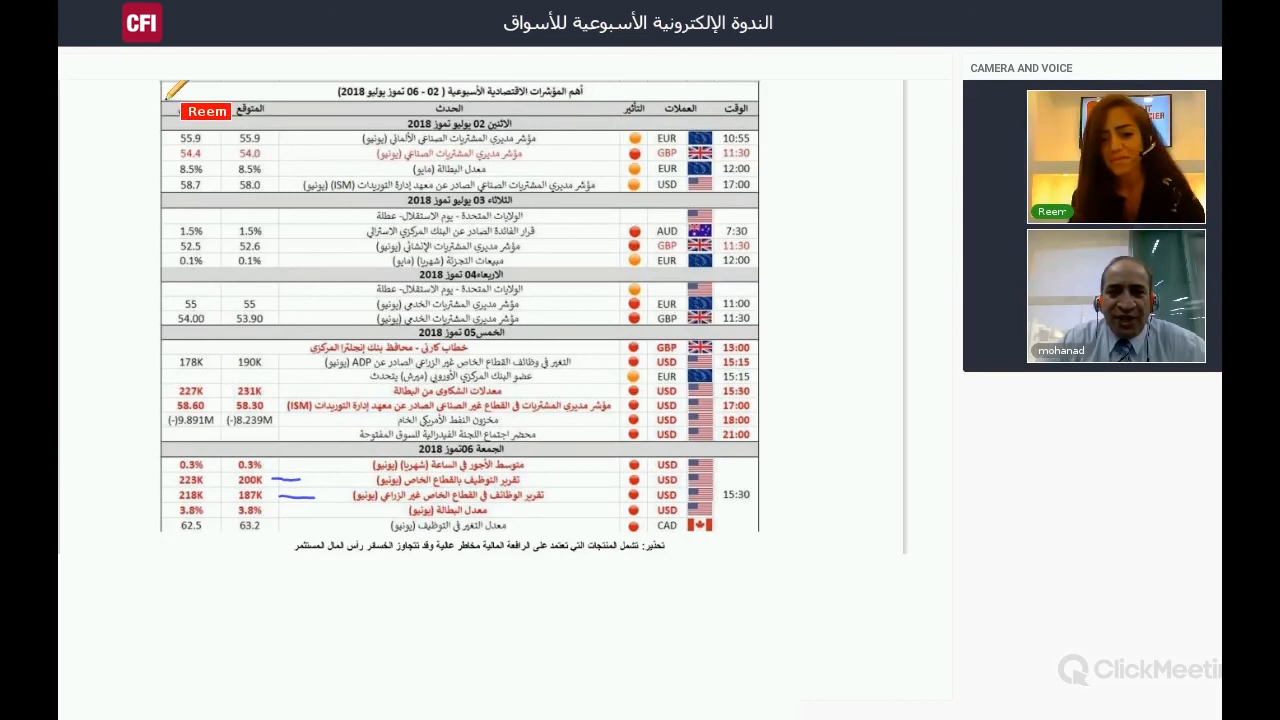 CFI
الندوة الإلكترونية الأسبوعية للأسواق
CAMERA AND VOICE
Reem
mohanad
أهم المؤشرات الاقتصادية الأسبوعية ( 02 - 06 تموز يوليو 2018)
الوقت العملات التأثير الحدث المتوقع Reem
الاثنين 02 يوليو تموز 2018
10:55 EUR مؤشر مديري المشتريات الصناعي الألماني (يونيو) 55.9 55.9
11:30 GBP مؤشر مديري المشتريات الصناعي (يونيو) 54.0 54.4
12:00 EUR معدل البطالة (مايو) 8.5% 8.5%
17:00 USD مؤشر مديري المشتريات الصناعي الصادر عن معهد إدارة التوريدات (ISM) (يونيو) 58.0 58.7
الثلاثاء 03 يوليو تموز 2018
الولايات المتحدة - يوم الاستقلال- عطلة
7:30 AUD قرار الفائدة الصادر عن البنك المركزي الاسترالي 1.5% 1.5%
11:30 GBP مؤشر مديري المشتريات الإنشائي (يونيو) 52.6 52.5
12:00 EUR مبيعات التجزئة (شهريا) (مايو) 0.1% 0.1%
الاربعاء04 تموز 2018
الولايات المتحدة - يوم الاستقلال- عطلة
11:00 EUR مؤشر مديري المشتريات الخدمي (يونيو) 55 55
11:30 GBP مؤشر مديري المشتريات الخدمي (يونيو) 53.90 54.00
الخمس05 تموز 2018
13:00 GBP خطاب كارني - محافظ بنك إنجلترا المركزي
15:15 USD التغير في وظائف القطاع الخاص غير الزراعي الصادر عن ADP (يونيو) 190K 178K
15:15 EUR عضو البنك المركزي الأوروبي (ميرش) يتحدث
15:30 USD معدلات الشكاوى من البطالة 231K 227K
17:00 USD مؤشر مديري المشتريات في القطاع غير الصناعي الصادر عن معهد إدارة التوريدات (ISM) 58.30 58.60
18:00 USD مخزون النفط الأمريكي الخام (-)8.239M (-)9.891M
21:00 USD محضر اجتماع اللجنة الفيدرالية للسوق المفتوحة
الجمعة 06تموز 2018
USD متوسط الأجور في الساعة (شهريا) (يونيو) 0.3% 0.3%
USD تقرير التوظيف بالقطاع الخاص (يونيو) 200K 223K
15:30 USD تقرير الوظائف في القطاع الخاص غير الزراعي (يونيو) 187K 218K
USD معدل البطالة (يونيو) 3.8% 3.8%
CAD معدل التغير في التوظيف (يونيو) 63.2 62.5
تحذير: تشمل المنتجات التي تعتمد على الرافعة المالية مخاطر عالية وقد تتجاوز الخسائر رأس المال المستثمر